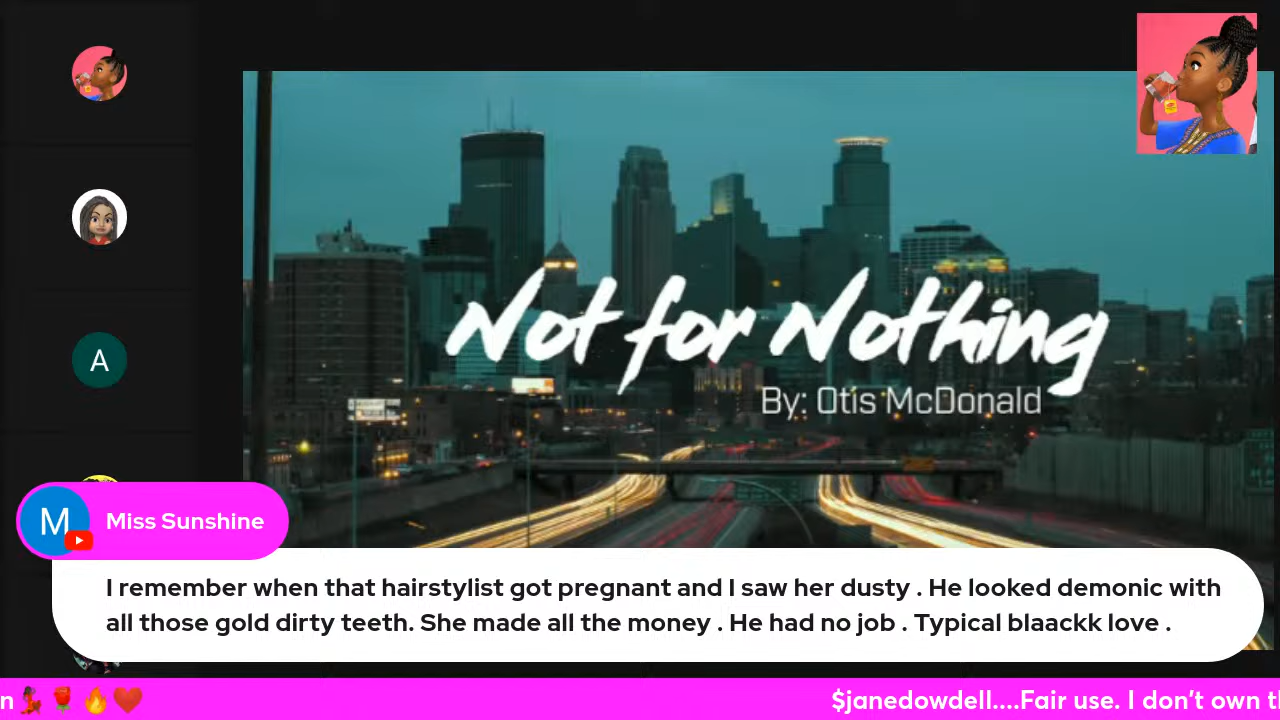 Not for Nothing
By: Otis McDonald
A
M
Miss Sunshine
I remember when that hairstylist got pregnant and I saw her dusty . He looked demonic with
all those gold dirty teeth. She made all the money . He had no job . Typical blaackk love .
n💃🏿🌹🔥❤️ $janedowdell....Fair use. I don't own th